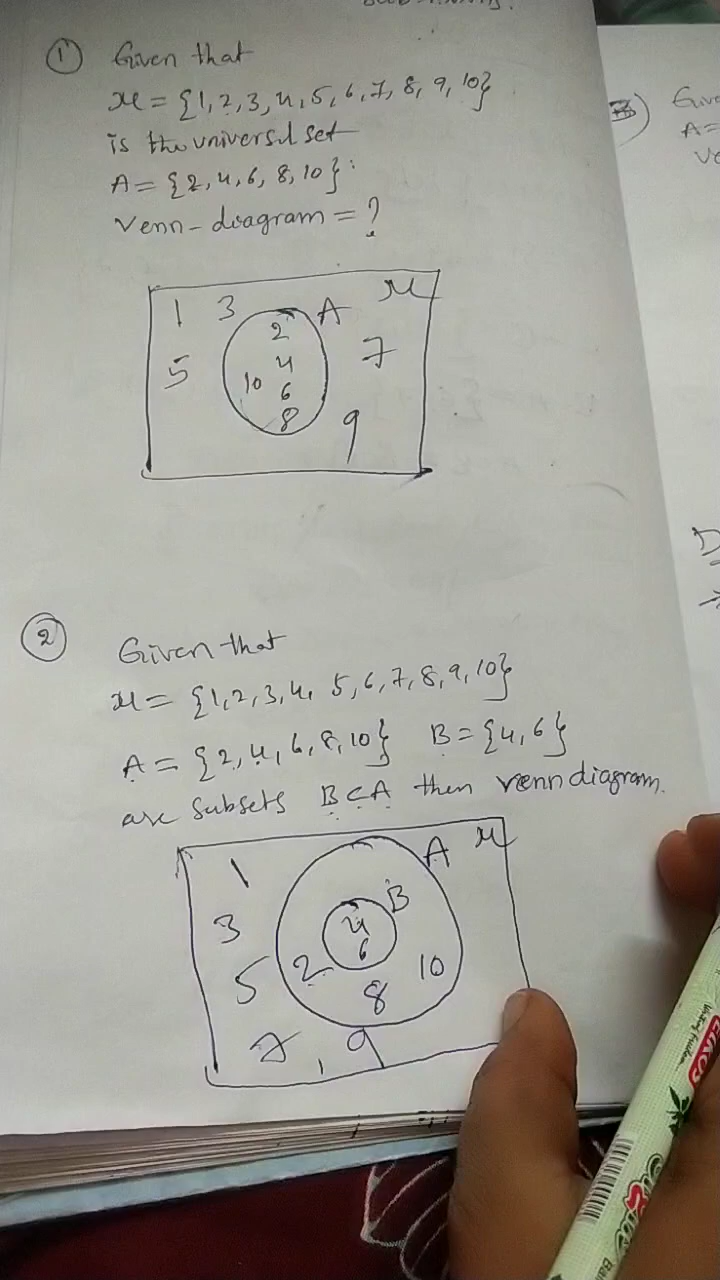 ① Given that
μ = {1, 2, 3, 4, 5, 6, 7, 8, 9, 10}
is the universal set
A = {2, 4, 6, 8, 10}.
Venn-diagram = ?
1 3 A μ
2
5 4 7
10 6
8 9
② Given that
μ = {1, 2, 3, 4, 5, 6, 7, 8, 9, 10}
A = {2, 4, 6, 8, 10} B = {4, 6}
are subsets B⊂A then venn diagram.
1 A μ
3 4 B
6
5 2 8 10
7, 9
Give
A =
Ve
D